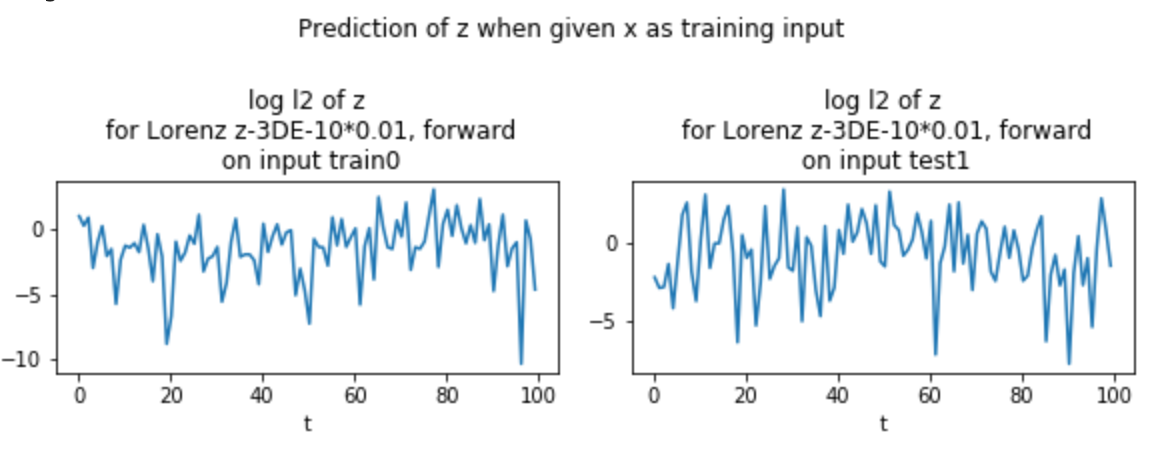 Prediction of z when given x as training input
log l2 of z
for Lorenz z-3DE-10*0.01, forward
on input train0
0
−5
−10
0 20 40 60 80 100
t
log l2 of z
for Lorenz z-3DE-10*0.01, forward
on input test1
0
−5
0 20 40 60 80 100
t